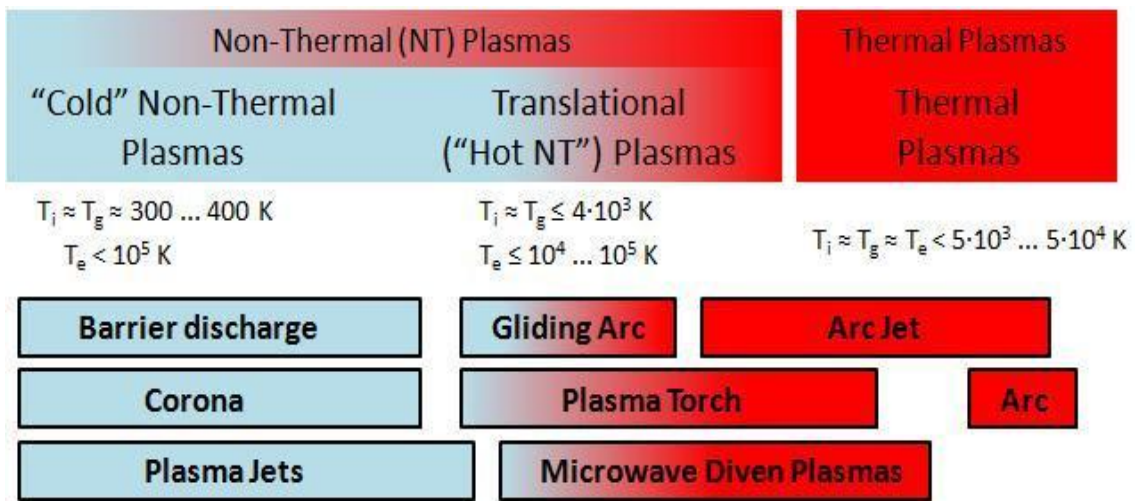 Non-Thermal (NT) Plasmas
Thermal Plasmas
“Cold” Non-Thermal
Plasmas
Translational
(“Hot NT”) Plasmas
Thermal
Plasmas
Tᵢ ≈ T_g ≈ 300 ... 400 K
Tₑ < 10⁵ K
Tᵢ ≈ T_g ≤ 4·10³ K
Tₑ ≤ 10⁴ ... 10⁵ K
Tᵢ ≈ T_g ≈ Tₑ < 5·10³ ... 5·10⁴ K
Barrier discharge
Gliding Arc
Arc Jet
Corona
Plasma Torch
Arc
Plasma Jets
Microwave Diven Plasmas